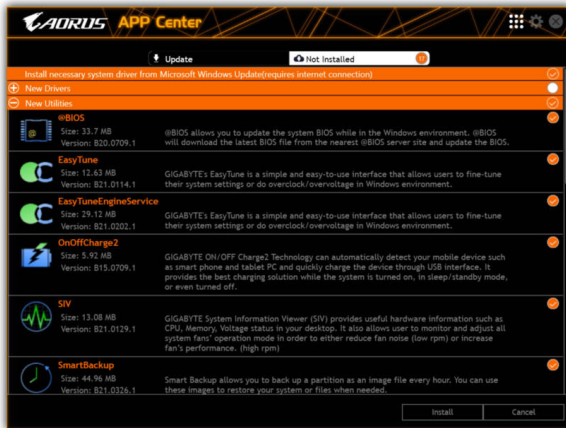 AORUS APP Center
Update
Not Installed
Install necessary system driver from Microsoft Windows Update(requires internet connection)
New Drivers
New Utilities
@BIOS
Size: 33.7 MB
Version: B20.0709.1
@BIOS allows you to update the system BIOS while in the Windows environment. @BIOS
will download the latest BIOS file from the nearest @BIOS server site and update the BIOS.
EasyTune
Size: 12.63 MB
Version: B21.0114.1
GIGABYTE's EasyTune is a simple and easy-to-use interface that allows users to fine-tune
their system settings or do overclock/overvoltage in Windows environment.
EasyTuneEngineService
Size: 29.12 MB
Version: B21.0202.1
GIGABYTE's EasyTune is a simple and easy-to-use interface that allows users to fine-tune
their system settings or do overclock/overvoltage in Windows environment.
OnOffCharge2
Size: 5.92 MB
Version: B15.0709.1
GIGABYTE ON/OFF Charge2 Technology can automatically detect your mobile device such
as smart phone and tablet PC and quickly charge the device through USB interface. It
provides the best charging solution while the system is turned on, in sleep/standby mode,
or even turned off.
SIV
Size: 13.08 MB
Version: B21.0129.1
GIGABYTE System Information Viewer (SIV) provides useful hardware information such as
CPU, Memory, Voltage status in your desktop. It also allows user to monitor and adjust all
system fans' operation mode in order to either reduce fan noise (low rpm) or increase
fan's performance. (high rpm)
SmartBackup
Size: 44.96 MB
Version: B21.0326.1
Smart Backup allows you to back up a partition as an image file every hour. You can use
these images to restore your system or files when needed.
Install
Cancel